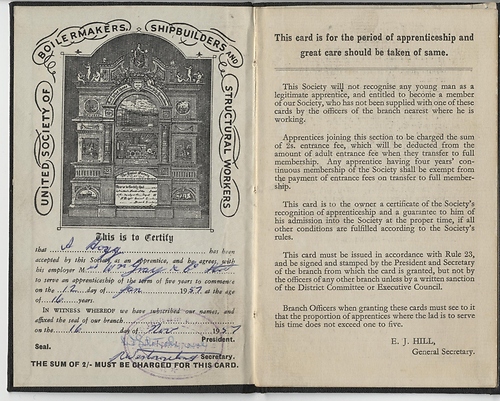 UNITED SOCIETY OF BOILERMAKERS, SHIPBUILDERS AND STRUCTURAL WORKERS
This is to Certify
that A Hogg has been
accepted by this Society as an apprentice, and by agrees, with
his employer M
to serve an apprenticeship the term of five years to commence
on the 12 day of Jan 1957 at the age
of 16 years.
IN WITNESS WHEREOF we have subscribed our names, and
affixed the seal of our branch.
on the 16 day of Nov 1957
President.
Seal.
Secretary.
THE SUM OF 2/- MUST BE CHARGED FOR THIS CARD.
This card is for the period of apprenticeship and
great care should be taken of same.
This Society will not recognise any young man as a
legitimate apprentice, and entitled to become a member
of our Society, who has not been supplied with one of these
cards by the officers of the branch nearest where he
is working.
Apprentices joining this section to be charged the sum
of 2s. entrance fee, which will be deducted from the
amount of adult entrance fee when they transfer to full
membership. Any apprentice having four years' con-
tinuous membership of the Society shall be exempt from
the payment of entrance fees on transfer to full member-
ship.
This card is to the owner a certificate of the Society's
recognition of apprenticeship and a guarantee to him of
his admission into the Society at the proper time, if all
other conditions are fulfilled according to the Society's
rules.
This card must be issued in accordance with Rule 23,
and be signed and stamped by the President and Secretary
of the branch from which the card is granted, but not by
the officers of any other branch unless by a written sanction
of the District Committee or Executive Council.
Branch Officers when granting these cards must see to it
that the proportion of apprentices where the lad is to serve
his time does not exceed one to five.
E. J. HILL,
General Secretary.